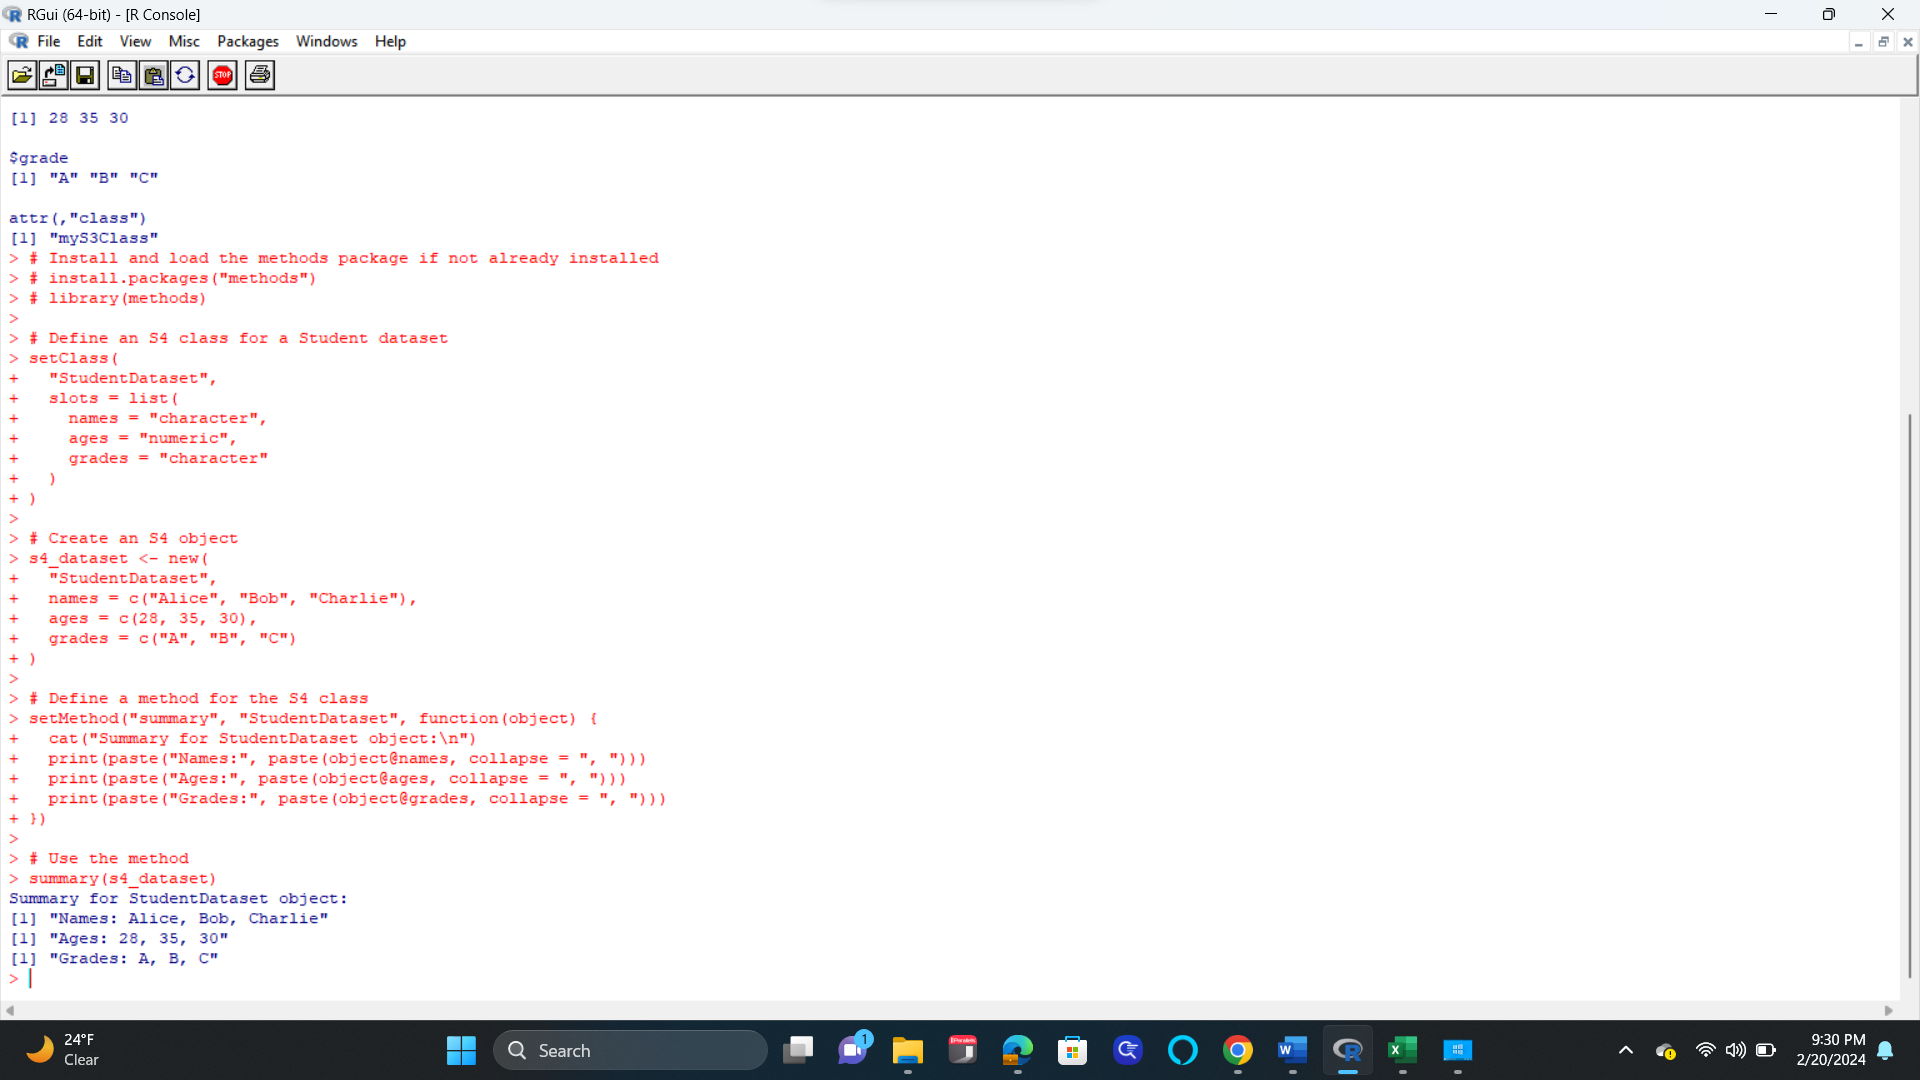 RGui (64-bit) - [R Console]
File Edit View Misc Packages Windows Help
STOP
[1] 28 35 30
$grade
[1] "A" "B" "C"
attr(,"class")
[1] "myS3Class"
> # Install and load the methods package if not already installed
> # install.packages("methods")
> # library(methods)
>
> # Define an S4 class for a Student dataset
> setClass(
+   "StudentDataset",
+   slots = list(
+     names = "character",
+     ages = "numeric",
+     grades = "character"
+   )
+ )
>
> # Create an S4 object
> s4_dataset <- new(
+   "StudentDataset",
+   names = c("Alice", "Bob", "Charlie"),
+   ages = c(28, 35, 30),
+   grades = c("A", "B", "C")
+ )
>
> # Define a method for the S4 class
> setMethod("summary", "StudentDataset", function(object) {
+   cat("Summary for StudentDataset object:\n")
+   print(paste("Names:", paste(object@names, collapse = ", ")))
+   print(paste("Ages:", paste(object@ages, collapse = ", ")))
+   print(paste("Grades:", paste(object@grades, collapse = ", ")))
+ })
>
> # Use the method
> summary(s4_dataset)
Summary for StudentDataset object:
[1] "Names: Alice, Bob, Charlie"
[1] "Ages: 28, 35, 30"
[1] "Grades: A, B, C"
>
24°F
Clear
Search
1
9:30 PM
2/20/2024